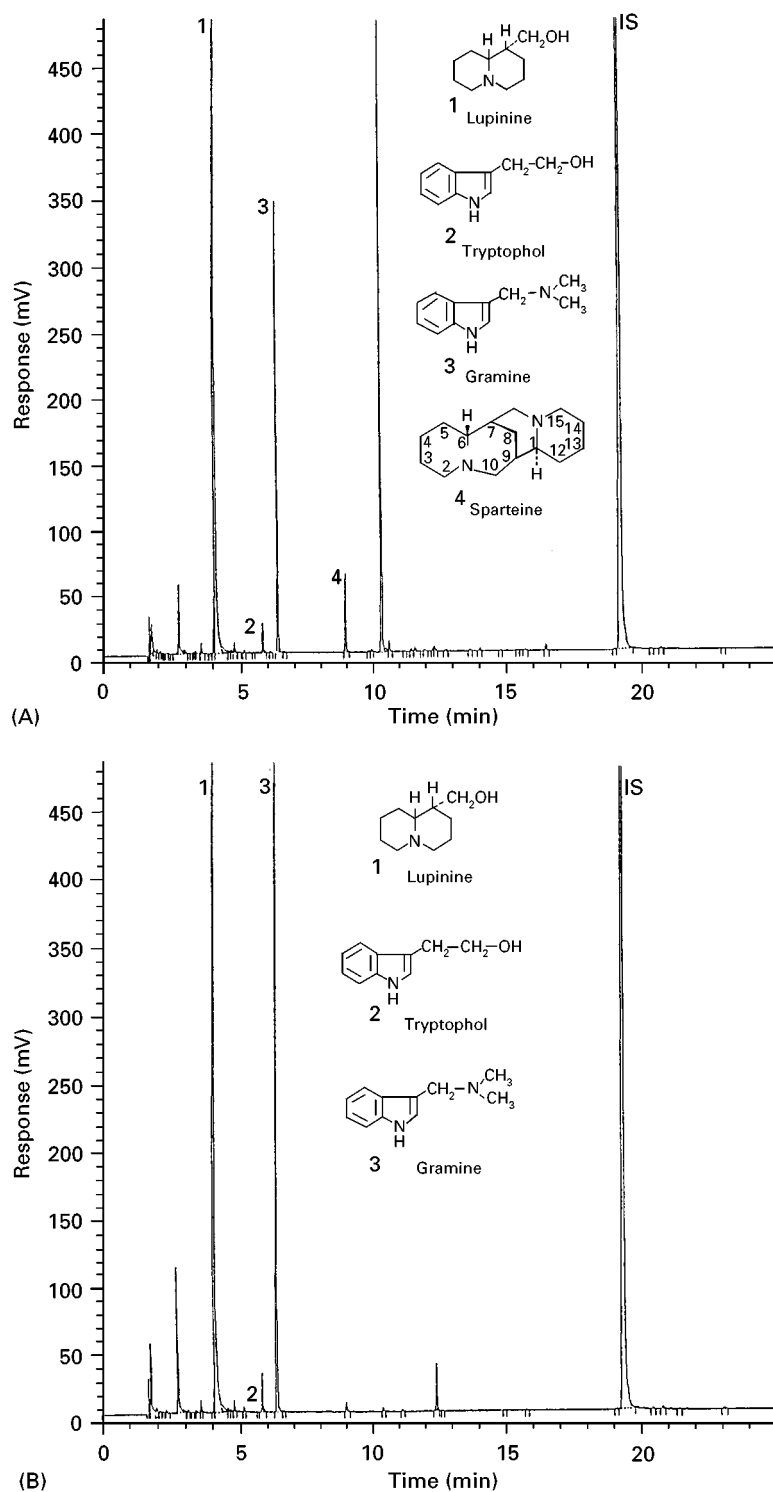 1
IS
450
400
350
300
250
200
150
100
50
0
Response (mV)
H H CH₂OH
N
1 Lupinine
CH₂-CH₂-OH
N
H
2 Tryptophol
3
CH₂-N CH₃
CH₃
N
H
3 Gramine
H
N
15
14
13
12
1
H
5
6
7
8
9
4
3
2
N
10
4 Sparteine
4
2
0 5 10 15 20
(A)
Time (min)
1
3
IS
450
400
350
300
250
200
150
100
50
0
Response (mV)
H H CH₂OH
N
1 Lupinine
CH₂-CH₂-OH
N
H
2 Tryptophol
CH₂-N CH₃
CH₃
N
H
3 Gramine
2
0 5 10 15 20
(B)
Time (min)